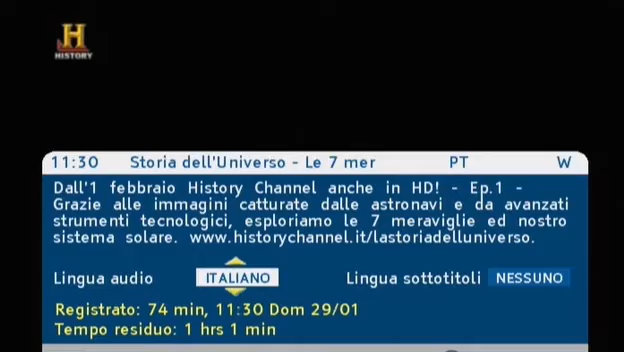 H
HISTORY
11:30 Storia dell'Universo - Le 7 mer PT W
Dall'1 febbraio History Channel anche in HD! - Ep.1 -
Grazie alle immagini catturate dalle astronavi e da avanzati
strumenti tecnologici, esploriamo le 7 meraviglie ed nostro
sistema solare. www.historychannel.it/lastoriadelluniverso.
Lingua audio ITALIANO Lingua sottotitoli NESSUNO
Registrato: 74 min, 11:30 Dom 29/01
Tempo residuo: 1 hrs 1 min